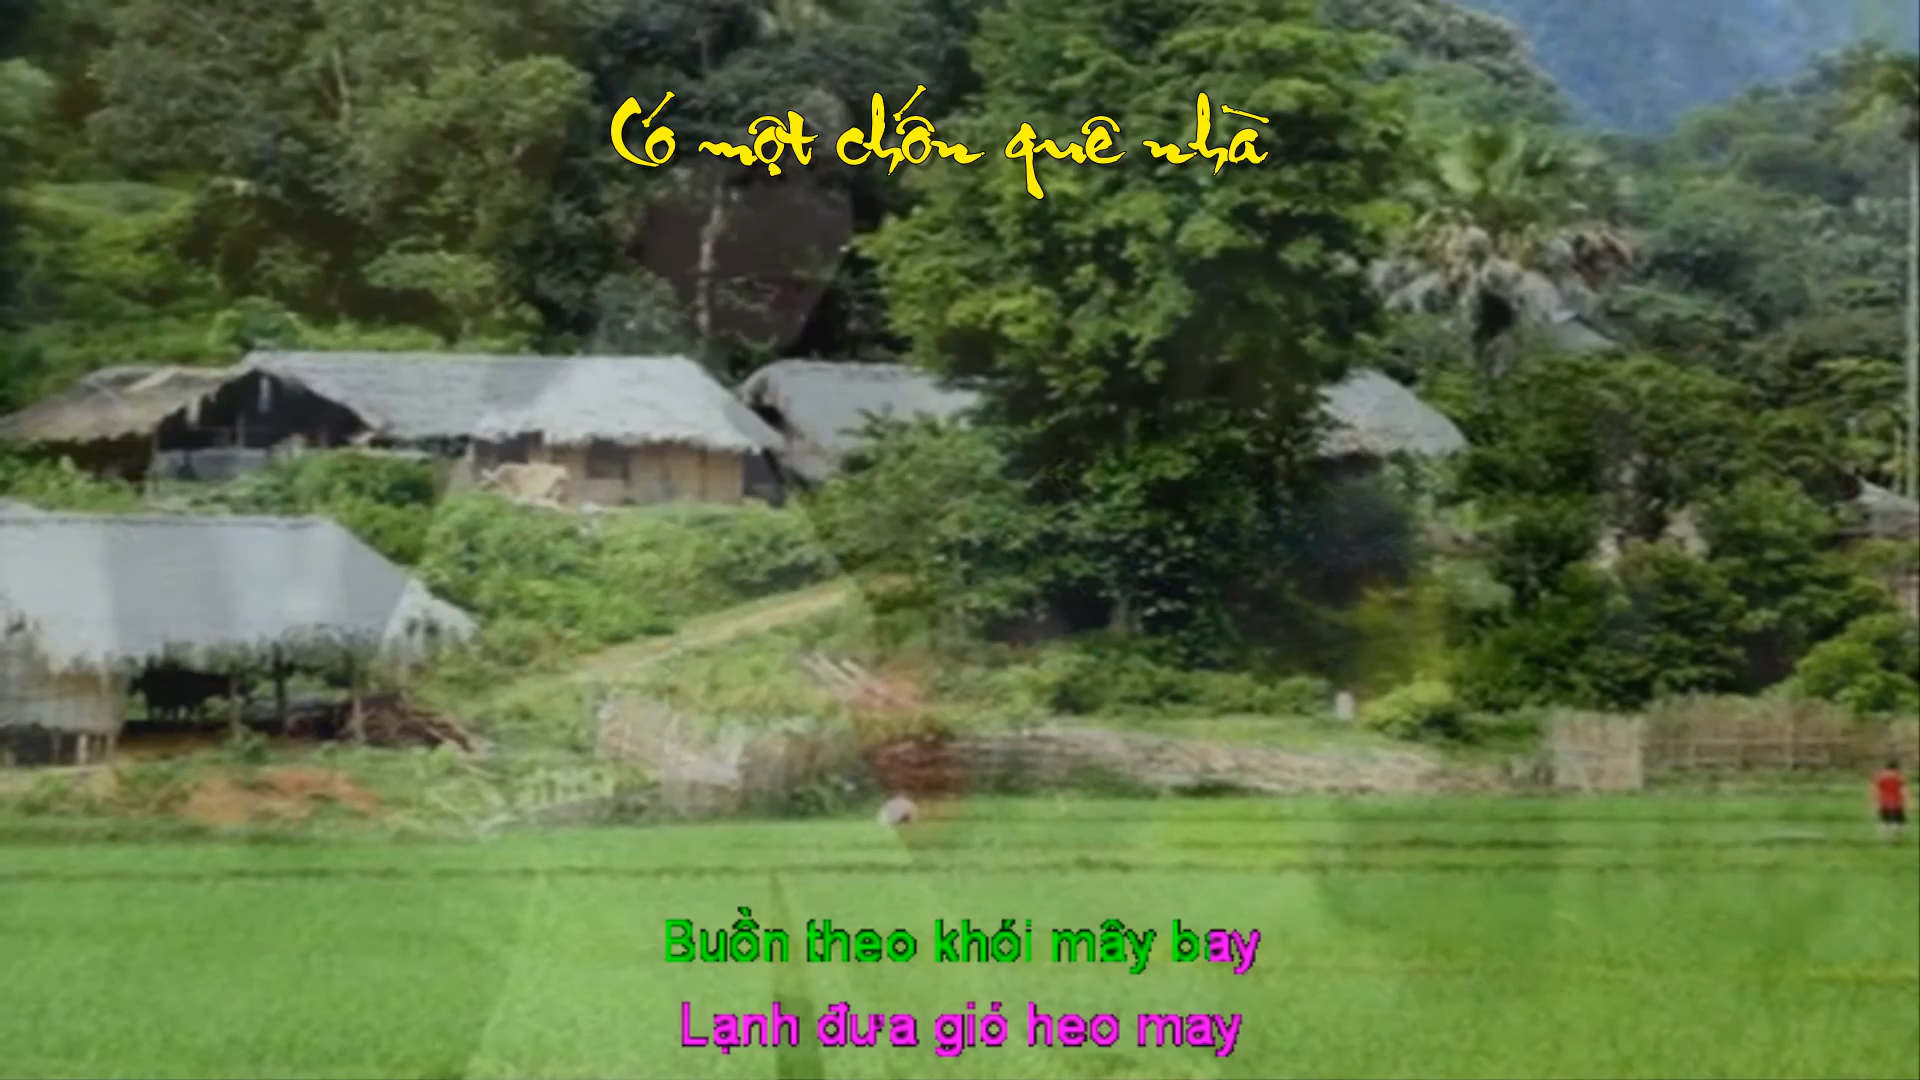 Có một chốn quê nhà
Buồn theo khói mây bay
Lạnh đưa gió heo may